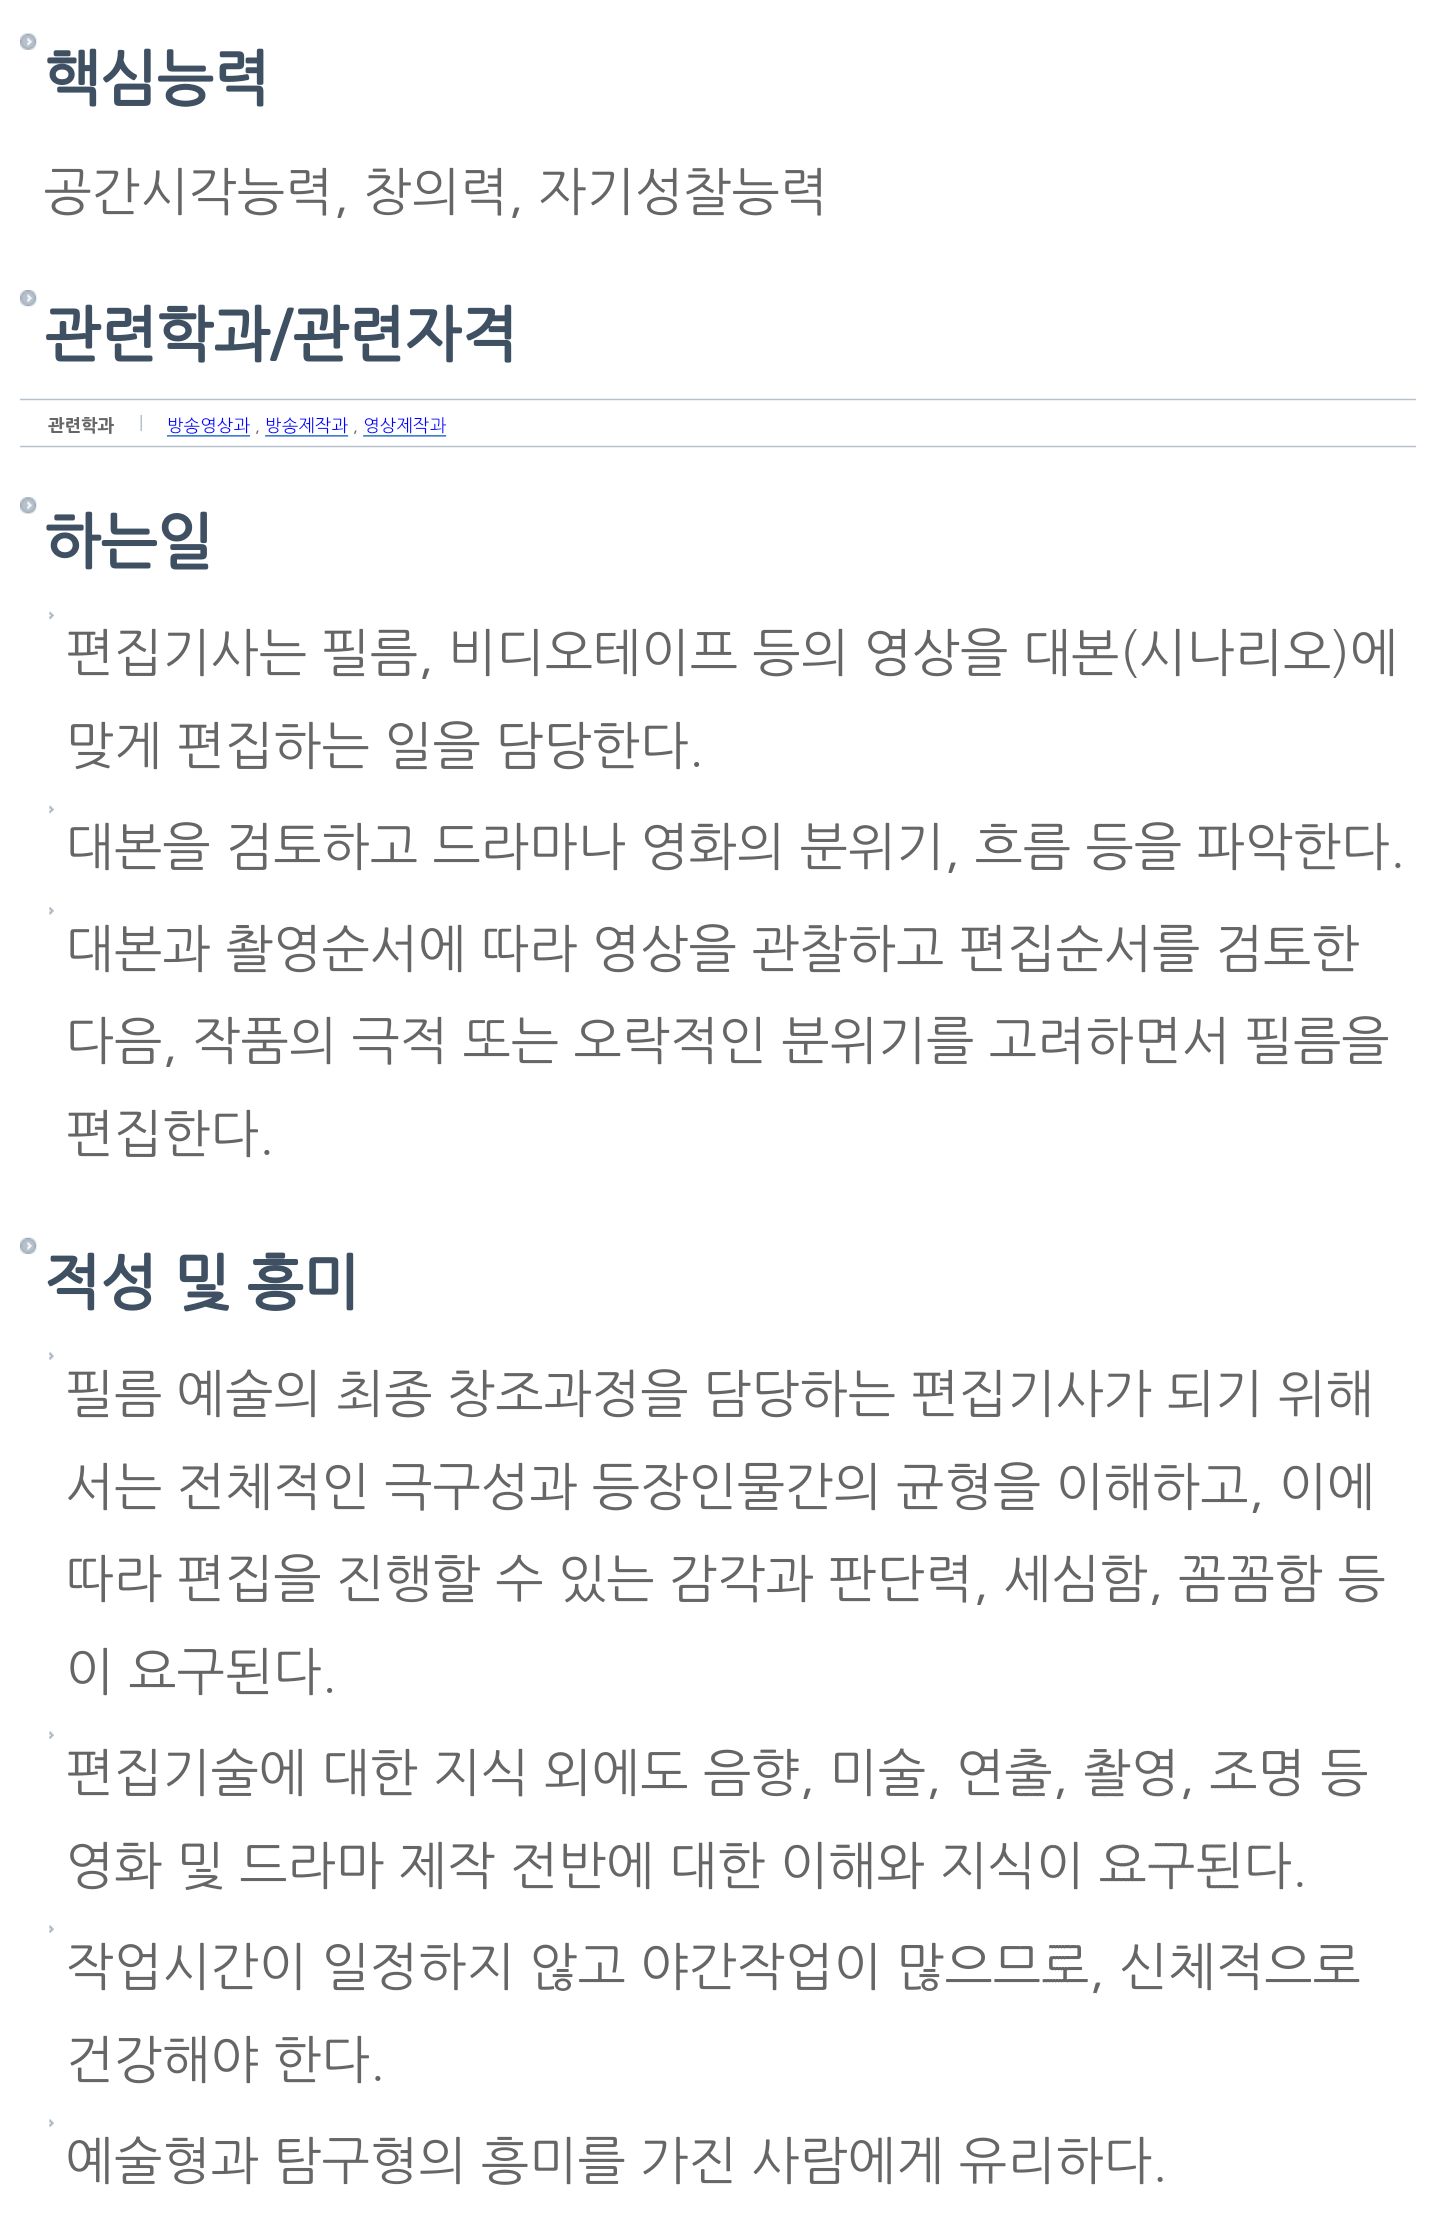 핵심능력
공간시각능력, 창의력, 자기성찰능력
관련학과/관련자격
관련학과 | 방송영상과 , 방송제작과 , 영상제작과
하는일
편집기사는 필름, 비디오테이프 등의 영상을 대본(시나리오)에
맞게 편집하는 일을 담당한다.
대본을 검토하고 드라마나 영화의 분위기, 흐름 등을 파악한다.
대본과 촬영순서에 따라 영상을 관찰하고 편집순서를 검토한
다음, 작품의 극적 또는 오락적인 분위기를 고려하면서 필름을
편집한다.
적성 및 흥미
필름 예술의 최종 창조과정을 담당하는 편집기사가 되기 위해
서는 전체적인 극구성과 등장인물간의 균형을 이해하고, 이에
따라 편집을 진행할 수 있는 감각과 판단력, 세심함, 꼼꼼함 등
이 요구된다.
편집기술에 대한 지식 외에도 음향, 미술, 연출, 촬영, 조명 등
영화 및 드라마 제작 전반에 대한 이해와 지식이 요구된다.
작업시간이 일정하지 않고 야간작업이 많으므로, 신체적으로
건강해야 한다.
예술형과 탐구형의 흥미를 가진 사람에게 유리하다.